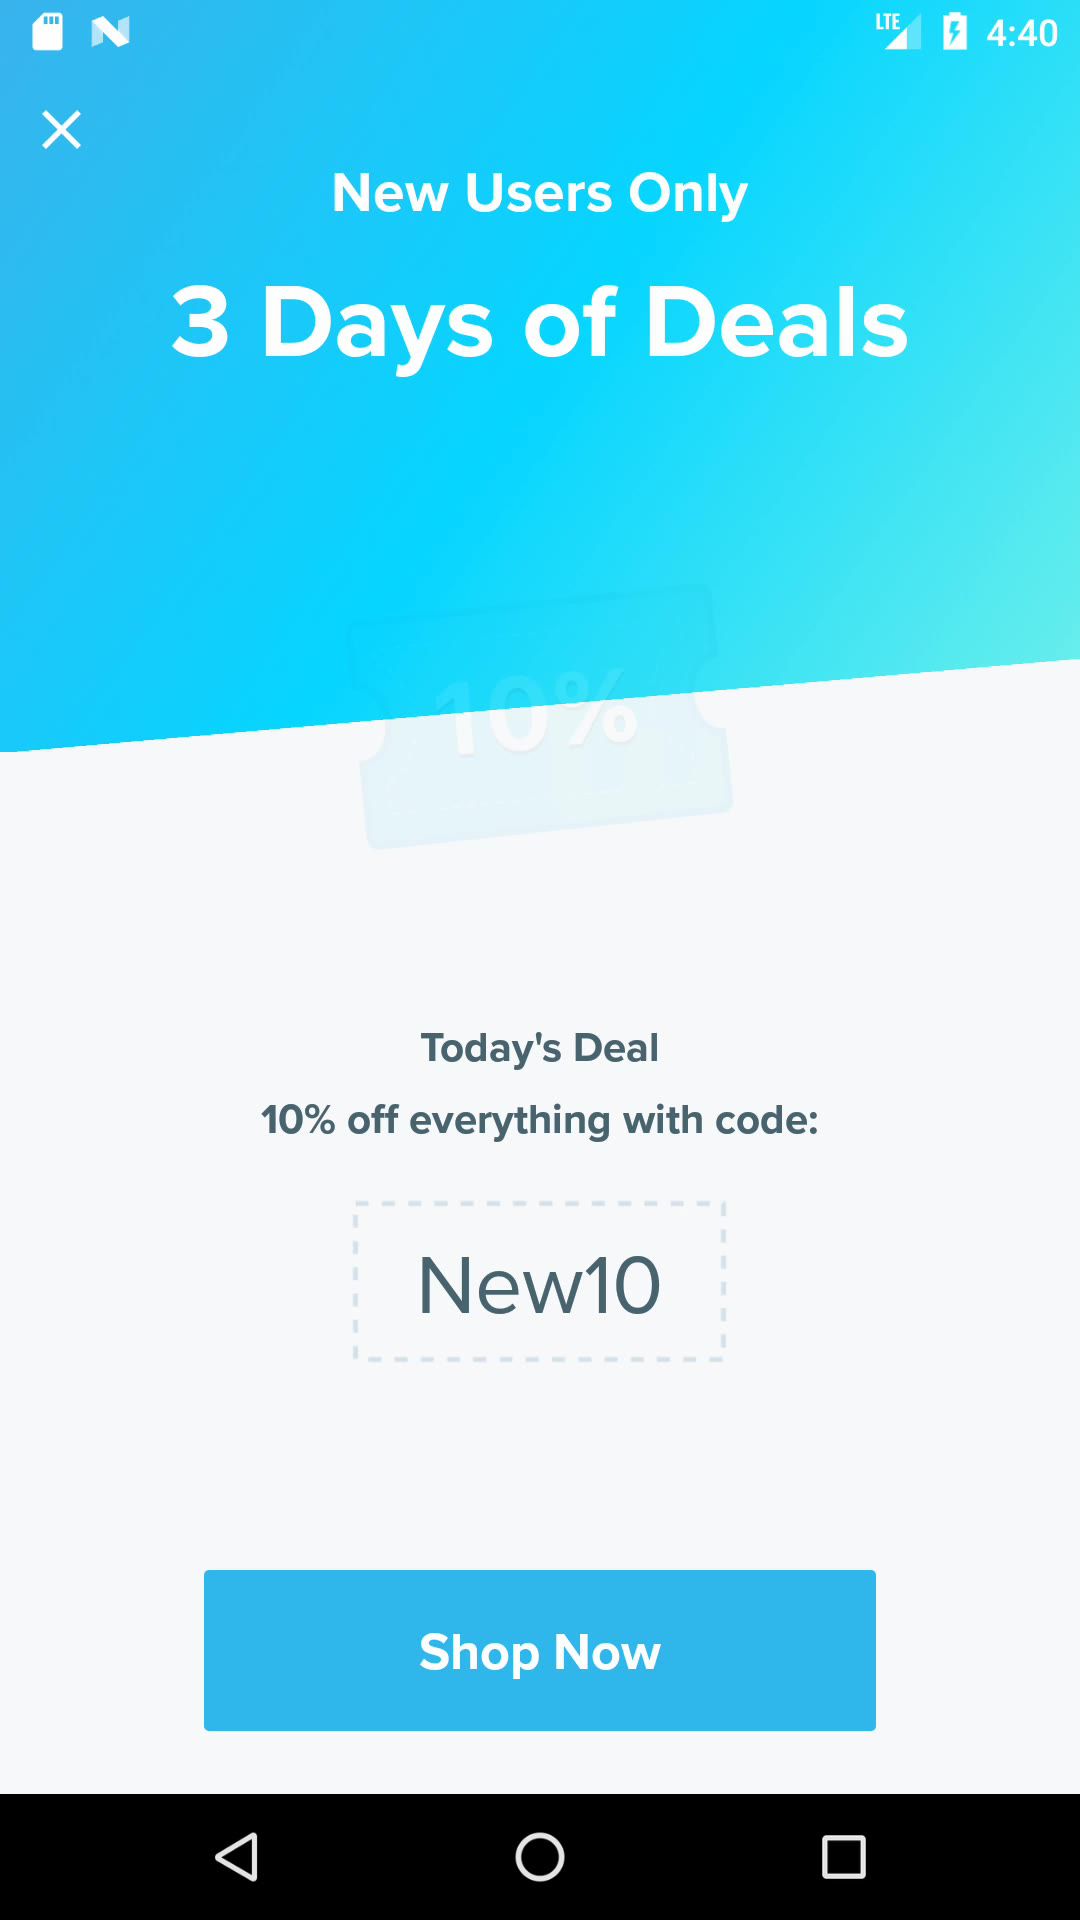 LTE 4:40
New Users Only
3 Days of Deals
10%
Today's Deal
10% off everything with code:
New10
Shop Now